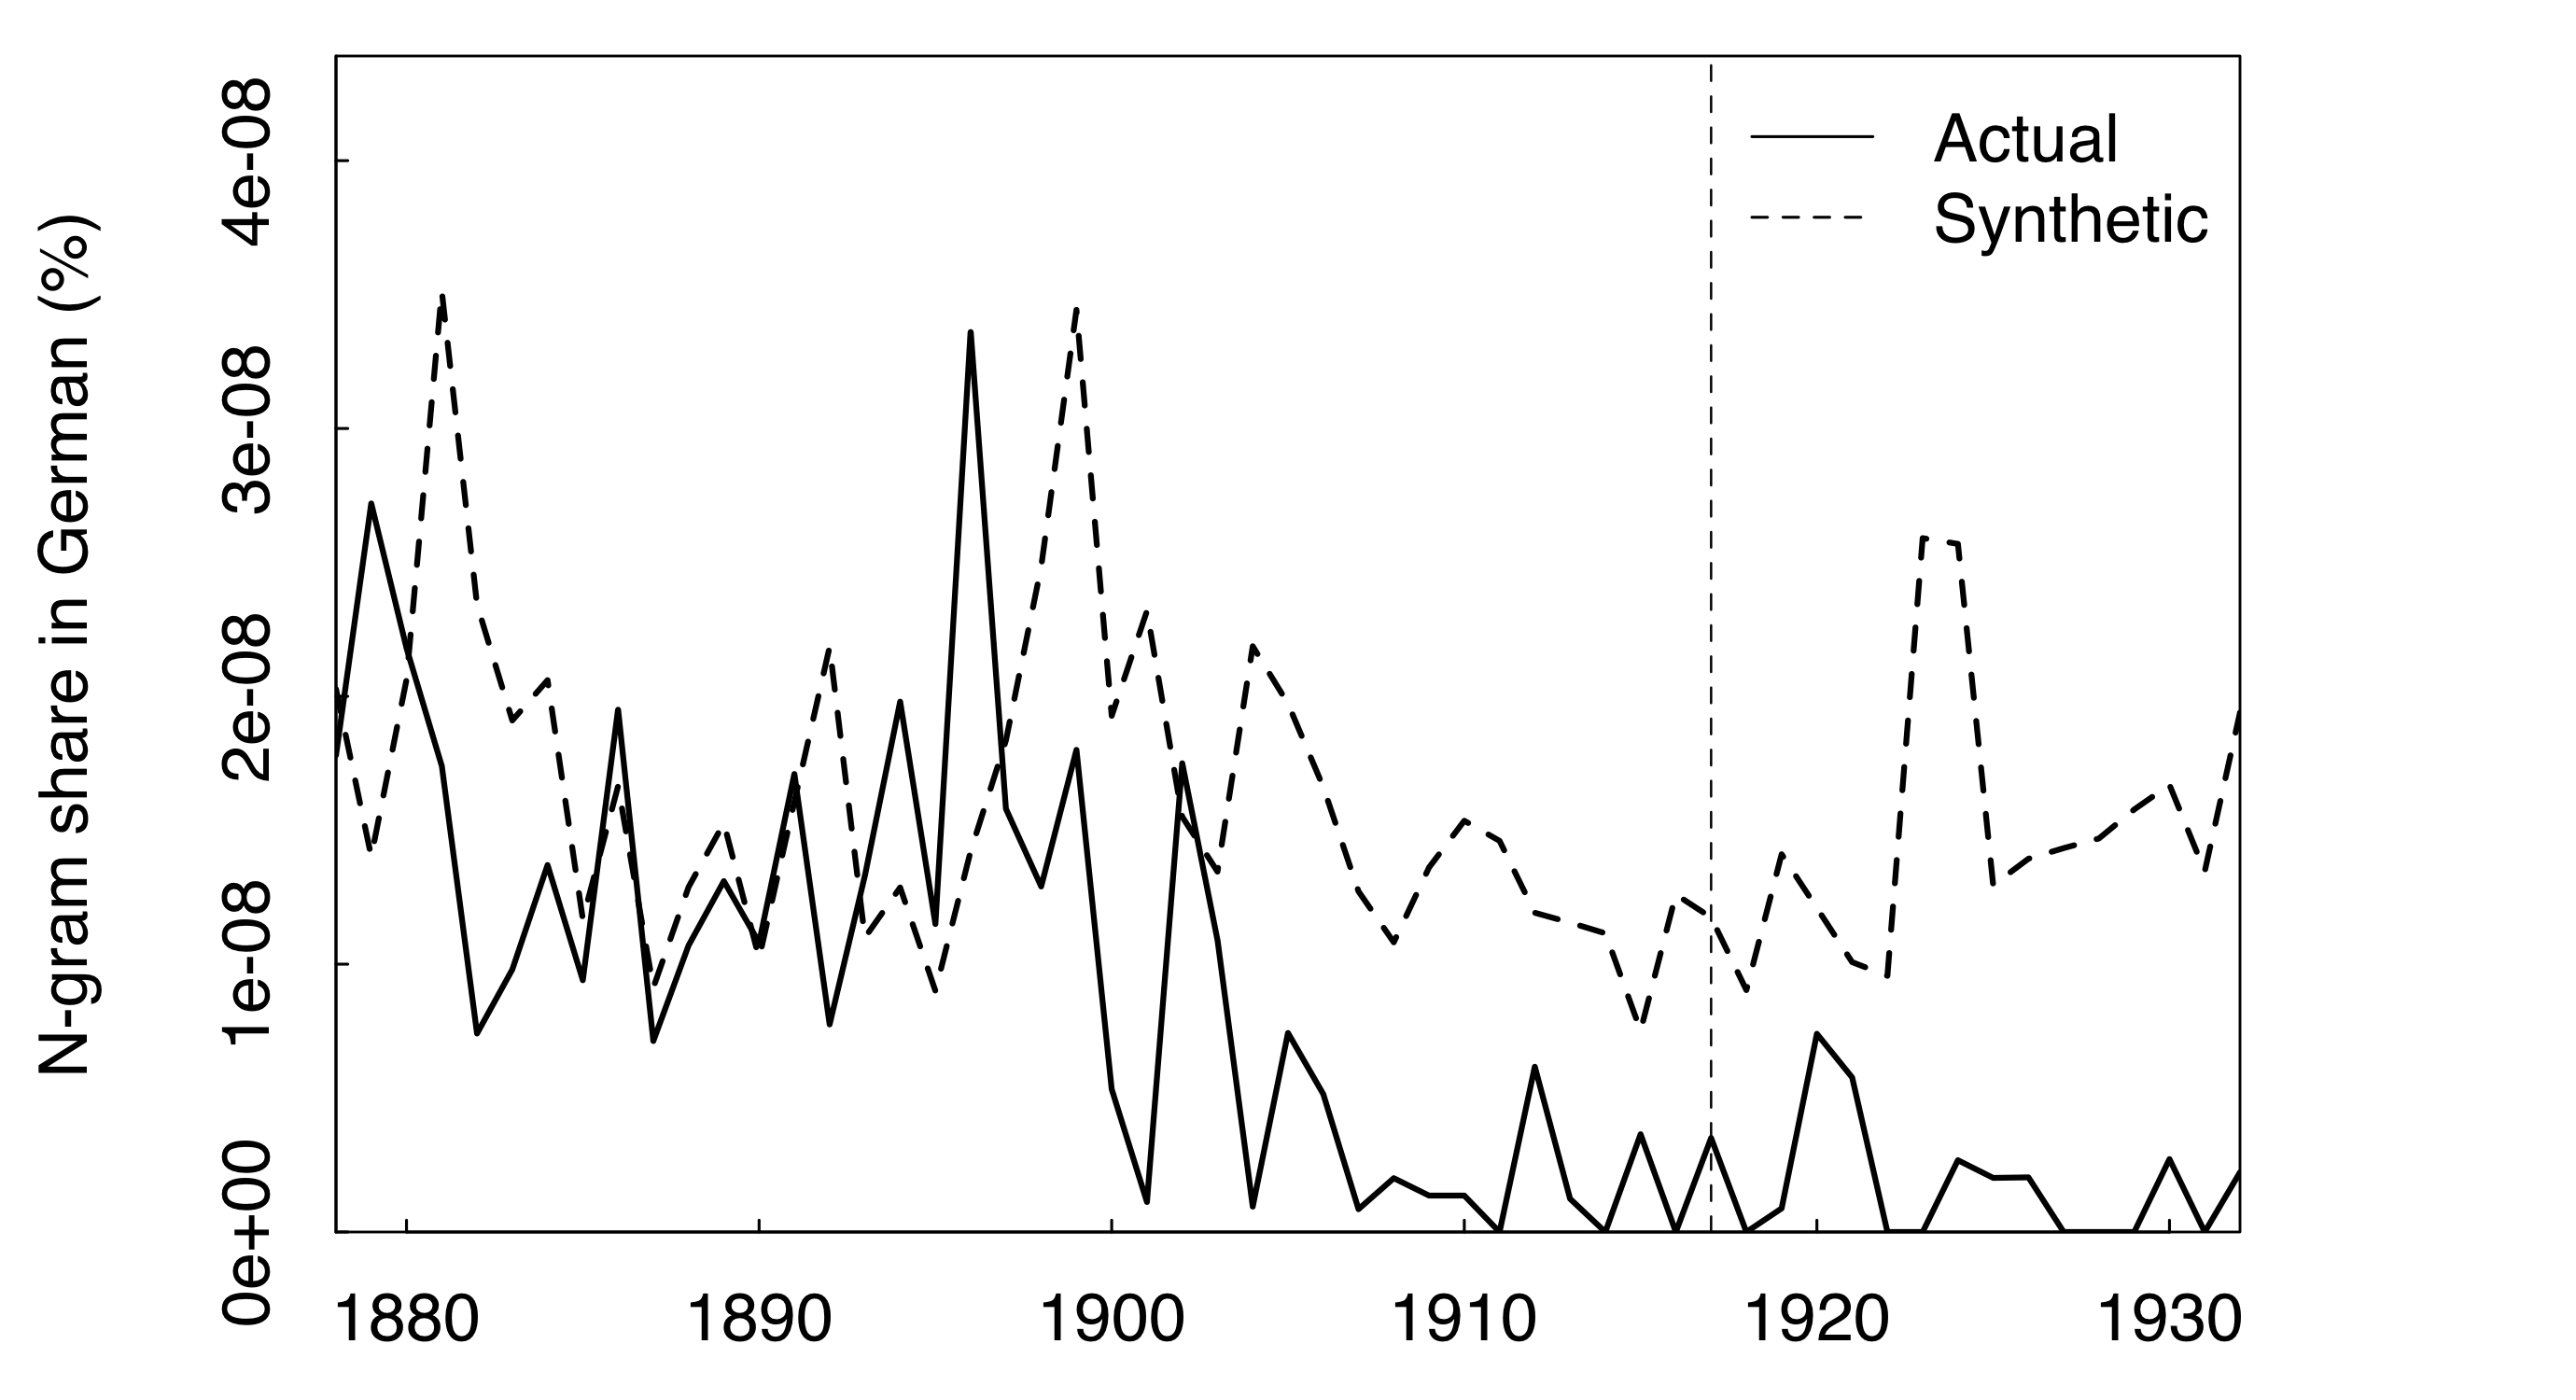 N-gram share in German (%)
4e-08
3e-08
2e-08
1e-08
0e+00
Actual
Synthetic
1880 1890 1900 1910 1920 1930